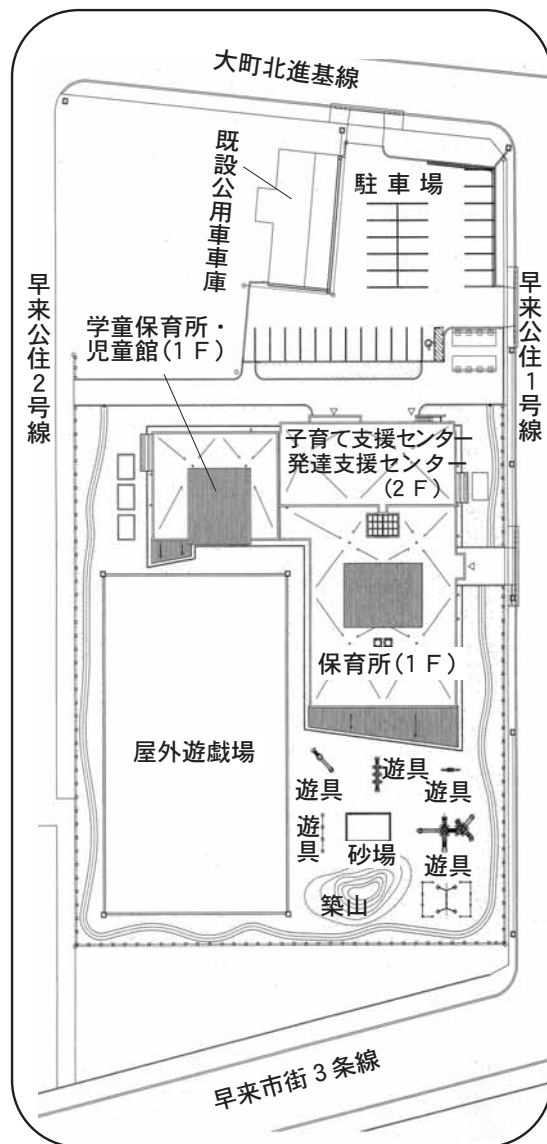 大町北進基線
既設公用車車庫
駐車場
早来公住2号線
早来公住1号線
学童保育所・
児童館(1F)
子育て支援センター
発達支援センター
(2F)
保育所(1F)
屋外遊戯場
遊具
遊具
遊具
遊具
砂場
遊具
築山
早来市街3条線